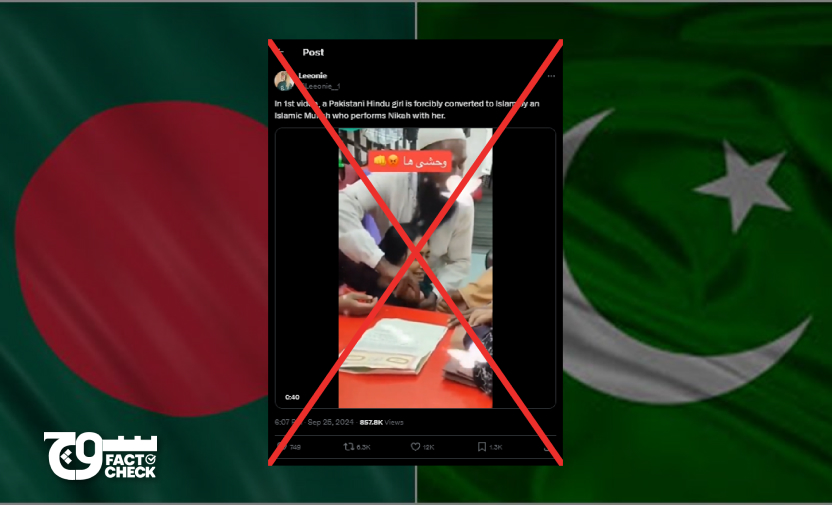 Post
Leeonie
@Leeonie__1
In 1st video, a Pakistani Hindu girl is forcibly converted to Islam by an
Islamic Mullah who performs Nikah with her.
وحشی ها
0:40
Sep 25, 2024 857.8K Views
749 6.3K 12K 1.3K
FACT
CHECK